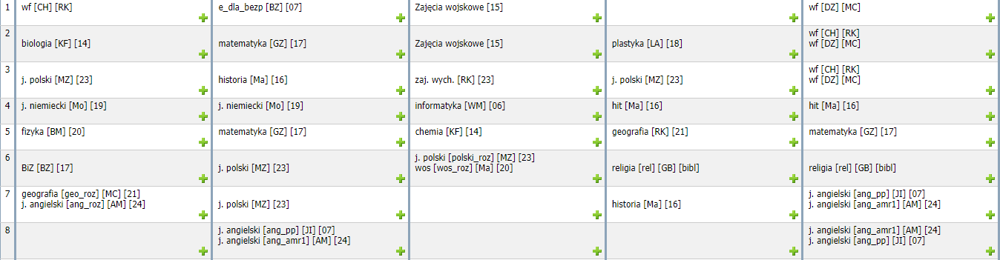 1
wf [CH] [RK]
e_dla_bezp [BZ] [07]
Zajęcia wojskowe [15]
wf [DZ] [MC]
2
biologia [KF] [14]
matematyka [GZ] [17]
Zajęcia wojskowe [15]
plastyka [LA] [18]
wf [CH] [RK]
wf [DZ] [MC]
3
j. polski [MZ] [23]
historia [Ma] [16]
zaj. wych. [RK] [23]
j. polski [MZ] [23]
wf [CH] [RK]
wf [DZ] [MC]
4
j. niemiecki [Mo] [19]
j. niemiecki [Mo] [19]
informatyka [WM] [06]
hit [Ma] [16]
hit [Ma] [16]
5
fizyka [BM] [20]
matematyka [GZ] [17]
chemia [KF] [14]
geografia [RK] [21]
matematyka [GZ] [17]
6
BiZ [BZ] [17]
j. polski [MZ] [23]
j. polski [polski_roz] [MZ] [23]
wos [wos_roz] [Ma] [20]
religia [rel] [GB] [bibl]
religia [rel] [GB] [bibl]
7
geografia [geo_roz] [MC] [21]
j. angielski [ang_roz] [AM] [24]
j. polski [MZ] [23]
historia [Ma] [16]
j. angielski [ang_pp] [JI] [07]
j. angielski [ang_amr1] [AM] [24]
8
j. angielski [ang_pp] [JI] [07]
j. angielski [ang_amr1] [AM] [24]
j. angielski [ang_amr1] [AM] [24]
j. angielski [ang_pp] [JI] [07]